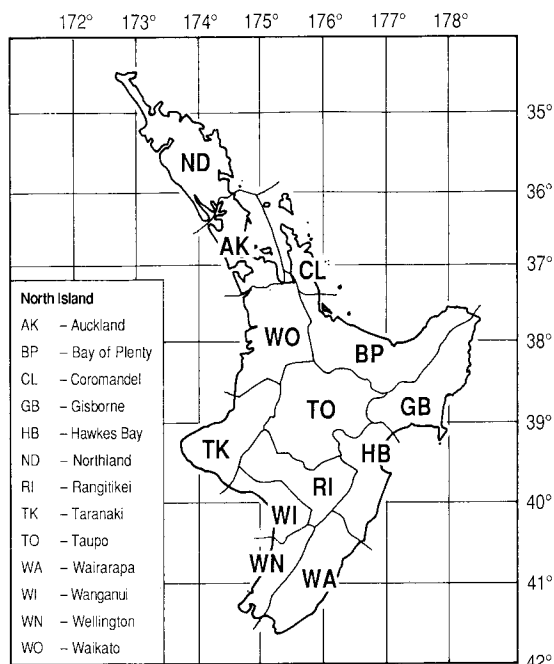 172° 173° 174° 175° 176° 177° 178°
35°
36°
37°
38°
39°
40°
41°
42°
ND
AK
CL
WO
BP
TO
GB
TK
HB
RI
WI
WN
WA
North Island
AK – Auckland
BP – Bay of Plenty
CL – Coromandel
GB – Gisborne
HB – Hawkes Bay
ND – Northland
RI – Rangitikei
TK – Taranaki
TO – Taupo
WA – Wairarapa
WI – Wanganui
WN – Wellington
WO – Waikato